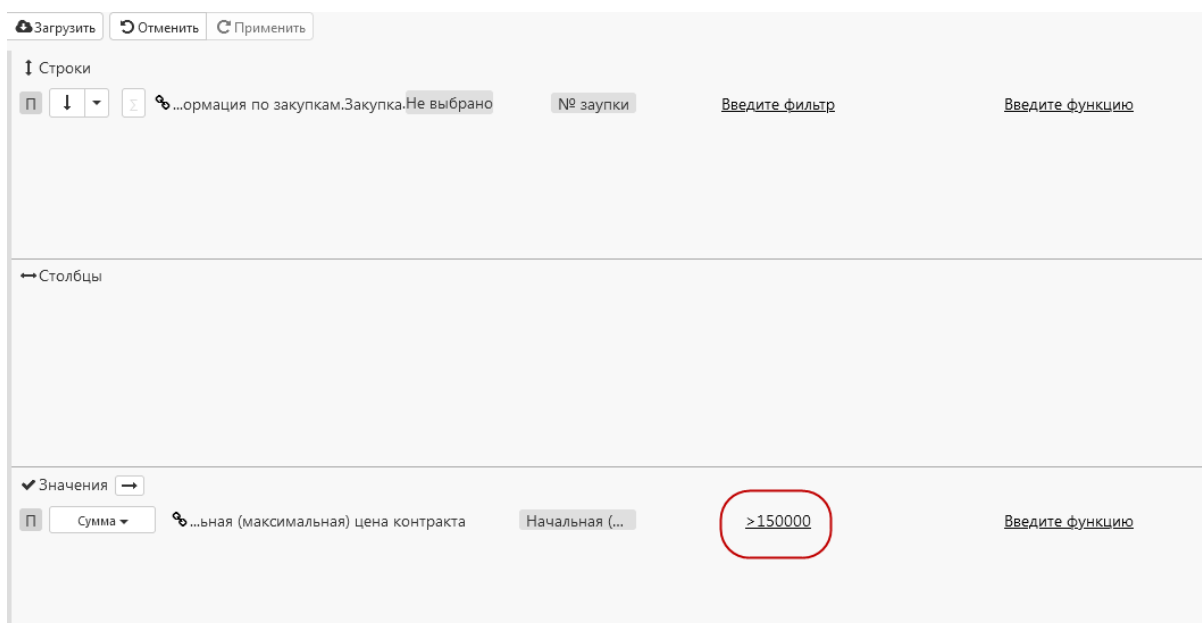 Загрузить Отменить Применить
Строки
П Σ ...ормация по закупкам.Закупка.Не выбрано № заупки Введите фильтр Введите функцию
Столбцы
Значения
П Сумма ...ьная (максимальная) цена контракта Начальная (... >150000 Введите функцию